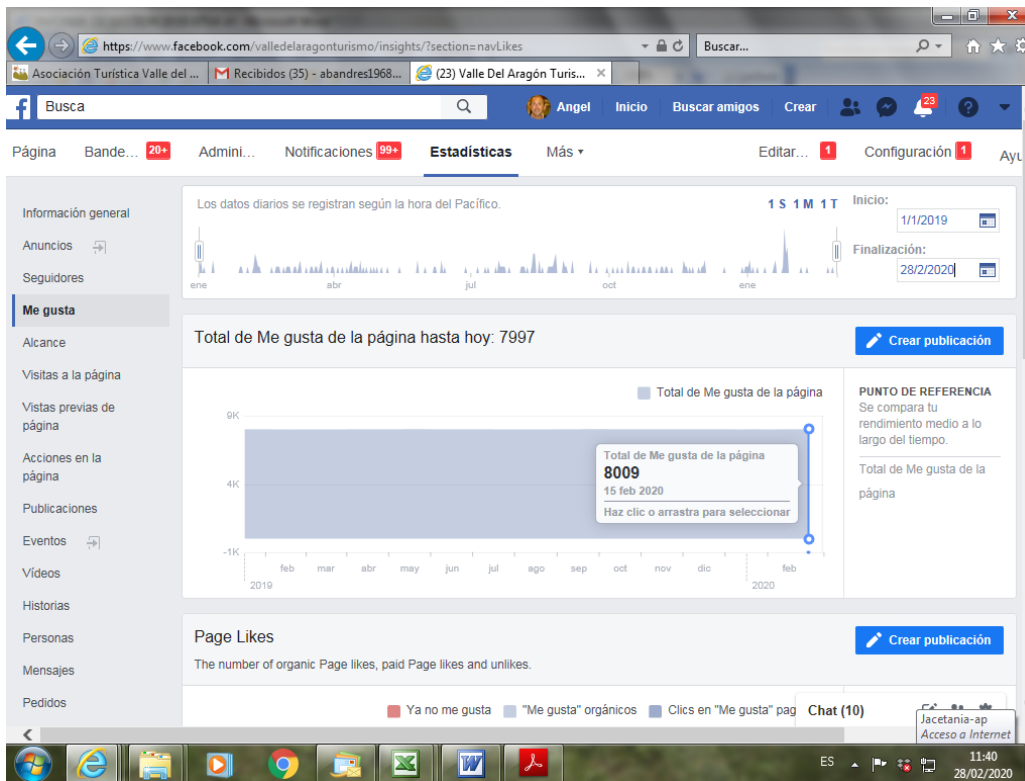 https://www.facebook.com/valledelaragonturismo/insights/?section=navLikes
Buscar...
Asociación Turística Valle del ...
Recibidos (35) - abandres1968...
(23) Valle Del Aragón Turis...
Busca
Angel
Inicio
Buscar amigos
Crear
23
Página
Bande... 20+
Admini...
Notificaciones 99+
Estadísticas
Más
Editar... 1
Configuración 1
Ayu
Información general
Anuncios
Seguidores
Me gusta
Alcance
Visitas a la página
Vistas previas de
página
Acciones en la
página
Publicaciones
Eventos
Vídeos
Historias
Personas
Mensajes
Pedidos
Los datos diarios se registran según la hora del Pacífico.
1 S 1 M 1 T
Inicio:
1/1/2019
Finalización:
28/2/2020
ene abr jul oct ene
Total de Me gusta de la página hasta hoy: 7997
Crear publicación
Total de Me gusta de la página
9K
4K
-1K
Total de Me gusta de la página
8009
15 feb 2020
Haz clic o arrastra para seleccionar
feb mar abr may jun jul ago sep oct nov dic feb
2019 2020
PUNTO DE REFERENCIA
Se compara tu
rendimiento medio a lo
largo del tiempo.
Total de Me gusta de la
página
Page Likes
Crear publicación
The number of organic Page likes, paid Page likes and unlikes.
Ya no me gusta
"Me gusta" orgánicos
Clics en "Me gusta" pag
Chat (10)
Jacetania-ap
Acceso a Internet
ES
11:40
28/02/2020